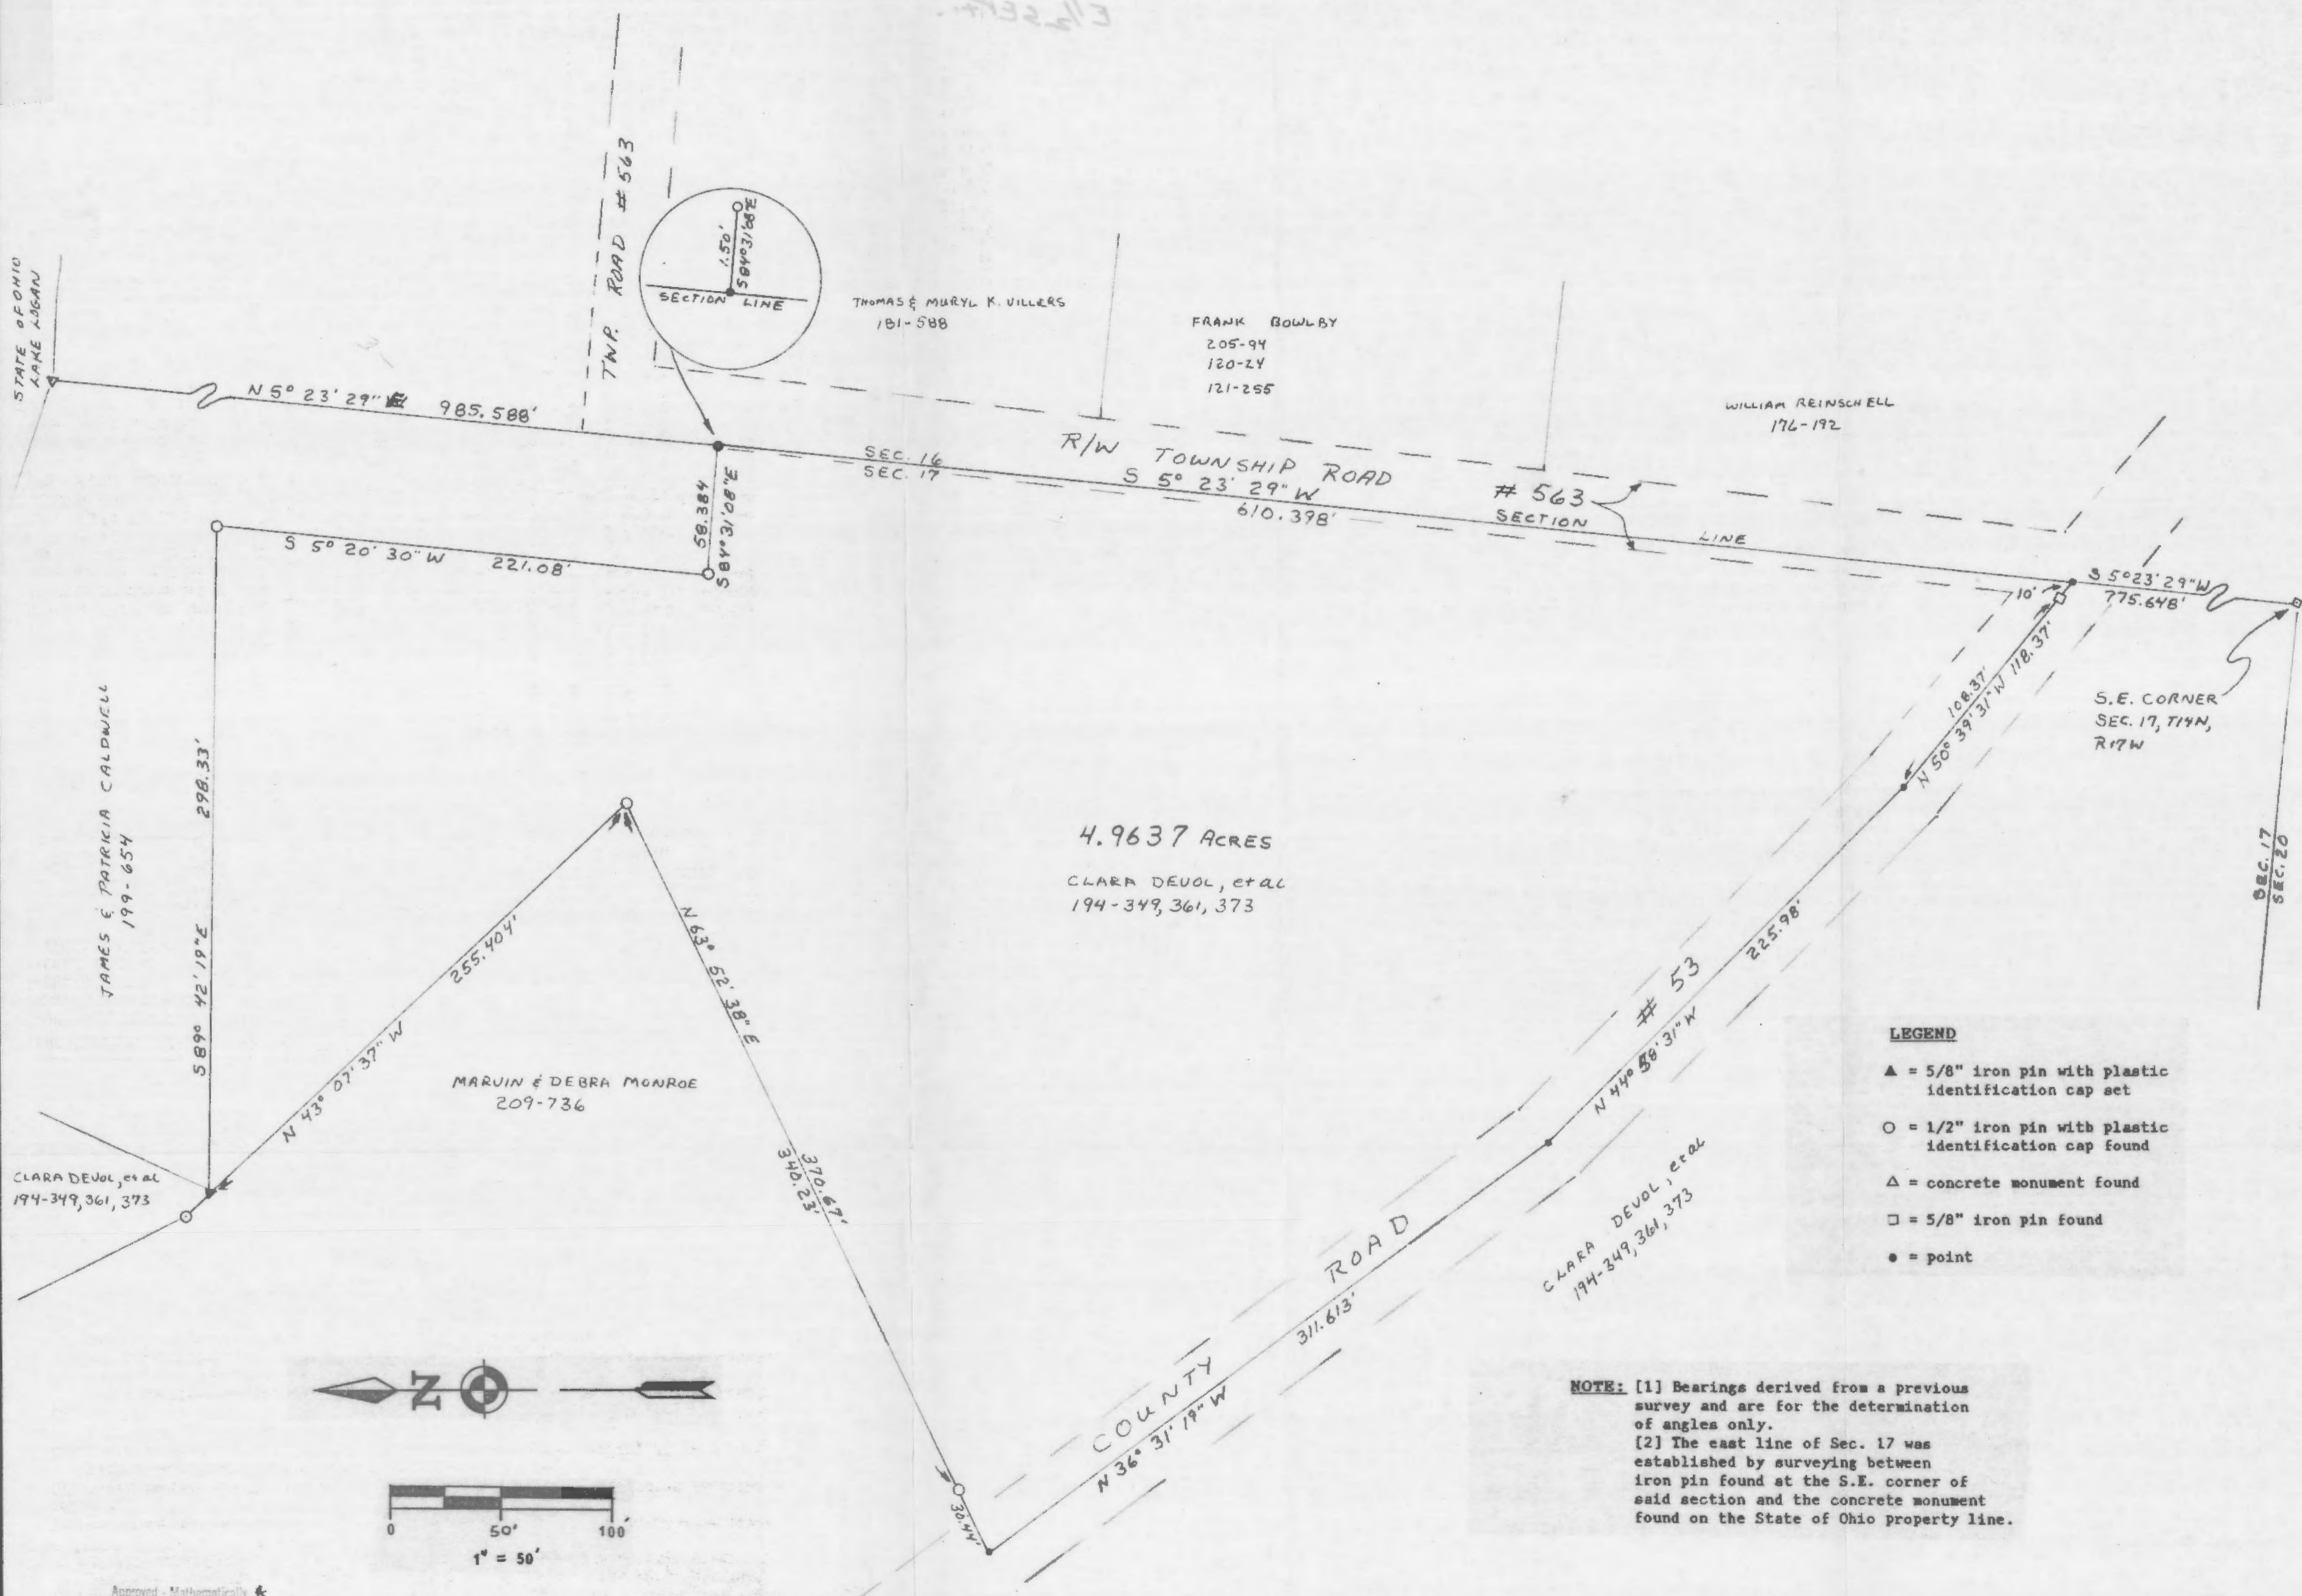 E1/2 SE1/4.
STATE OF OHIO
LAKE LOGAN
TWP. ROAD # 563
1.50'
S 84°31'08"E
SECTION LINE
THOMAS & MURYL K. VILLERS
181-588
FRANK BOWLBY
205-94
120-24
121-255
WILLIAM REINSCHELL
176-192
N 5° 23' 29" E 985.588'
SEC. 16
SEC. 17
R/W TOWNSHIP ROAD
# 563
S 5° 23' 29" W
610.398'
SECTION LINE
58.384
S 84°31'08"E
S 5° 20' 30" W 221.08'
10'
S 5°23'29"W
775.648'
108.37'
N 50° 39' 31" W 118.37'
S.E. CORNER
SEC. 17, T14N,
R17W
SEC. 17
SEC. 20
JAMES & PATRICIA CALDWELL
199-654
S 89° 42' 19"E 298.33'
N 43° 07' 37" W
255.404'
N 63° 52' 38" E
370.67'
340.23'
30.44'
4.9637 ACRES
CLARA DEVOL, et al
194-349, 361, 373
MARVIN & DEBRA MONROE
209-736
CLARA DEVOL, et al
194-349, 361, 373
COUNTY ROAD # 53
225.98'
N 44° 58' 31" W
311.613'
N 36° 31' 19" W
CLARA DEVOL, et al
194-349, 361, 373
LEGEND
▲ = 5/8" iron pin with plastic
identification cap set
○ = 1/2" iron pin with plastic
identification cap found
△ = concrete monument found
□ = 5/8" iron pin found
● = point
Z
0 50' 100'
1" = 50'
NOTE: [1] Bearings derived from a previous
survey and are for the determination
of angles only.
[2] The east line of Sec. 17 was
established by surveying between
iron pin found at the S.E. corner of
said section and the concrete monument
found on the State of Ohio property line.
Approved - Mathematically